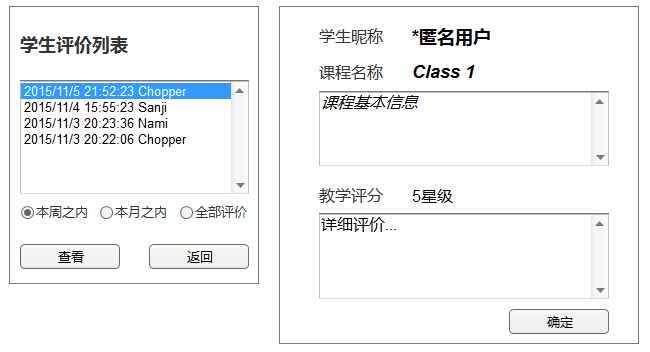 学生评价列表
2015/11/5 21:52:23 Chopper
2015/11/4 15:55:23 Sanji
2015/11/3 20:23:36 Nami
2015/11/3 20:22:06 Chopper
本周之内 本月之内 全部评价
查看 返回
学生昵称 *匿名用户
课程名称 Class 1
课程基本信息
教学评分 5星级
详细评价...
确定